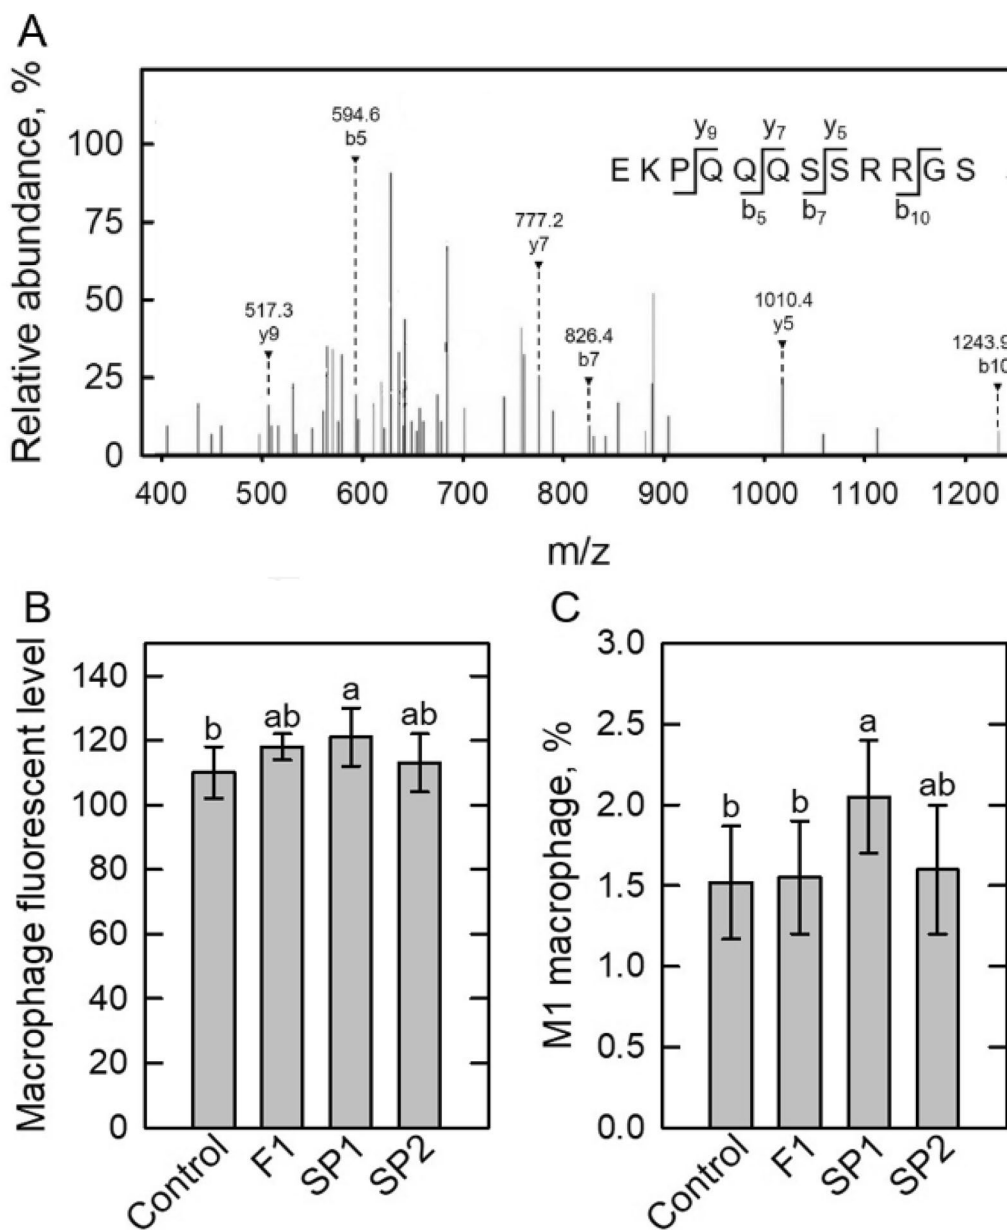 A
Relative abundance, %
100
75
50
25
0
594.6
b5
517.3
y9
777.2
y7
826.4
b7
1010.4
y5
1243.9
b10
y9 y7 y5
E K P Q Q Q S S R R G S
b5 b7 b10
400 500 600 700 800 900 1000 1100 1200
m/z
B
Macrophage fluorescent level
140
120
100
80
60
40
20
0
b ab a ab
Control F1 SP1 SP2
C
M1 macrophage, %
3.0
2.5
2.0
1.5
1.0
0.5
0.0
b b a ab
Control F1 SP1 SP2